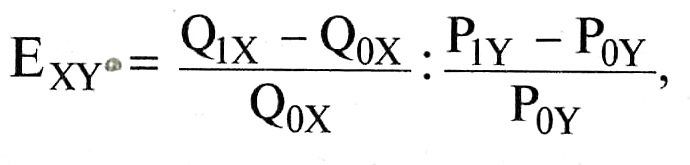 E_XY = (Q_1X − Q_0X) / Q_0X : (P_1Y − P_0Y) / P_0Y,